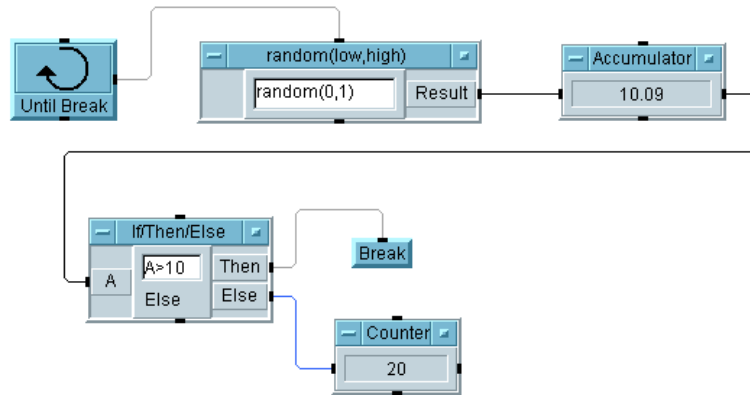 Until Break
random(low,high)
random(0,1)
Result
Accumulator
10.09
If/Then/Else
A
A>10
Then
Else
Else
Break
Counter
20